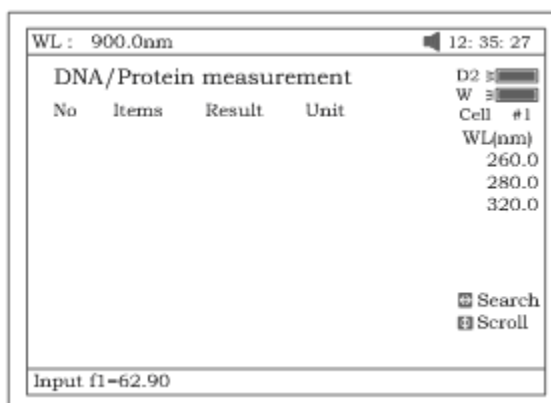 WL : 900.0nm 12: 35: 27
DNA/Protein measurement
No Items Result Unit
D2
W
Cell #1
WL(nm)
260.0
280.0
320.0
Search
Scroll
Input f1=62.90